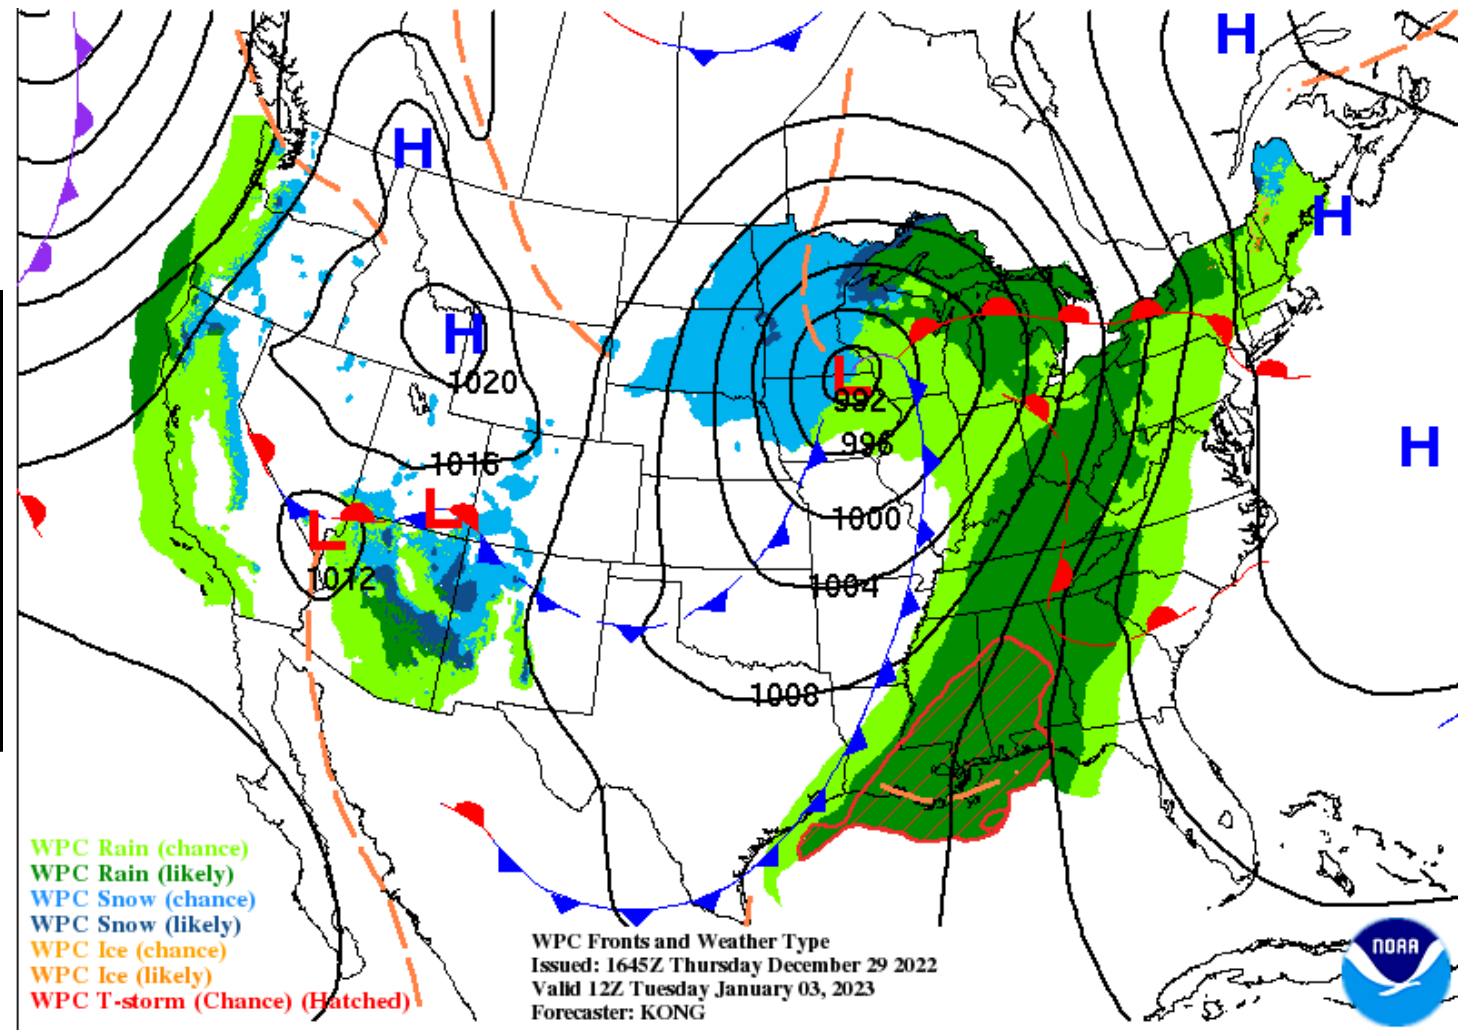 H
H
H
H
1020
L
992
996
H
1016
L
1000
L
1012
1004
1008
WPC Rain (chance)
WPC Rain (likely)
WPC Snow (chance)
WPC Snow (likely)
WPC Ice (chance)
WPC Ice (likely)
WPC T-storm (Chance) (Hatched)
WPC Fronts and Weather Type
Issued: 1645Z Thursday December 29 2022
Valid 12Z Tuesday January 03, 2023
Forecaster: KONG
NOAA